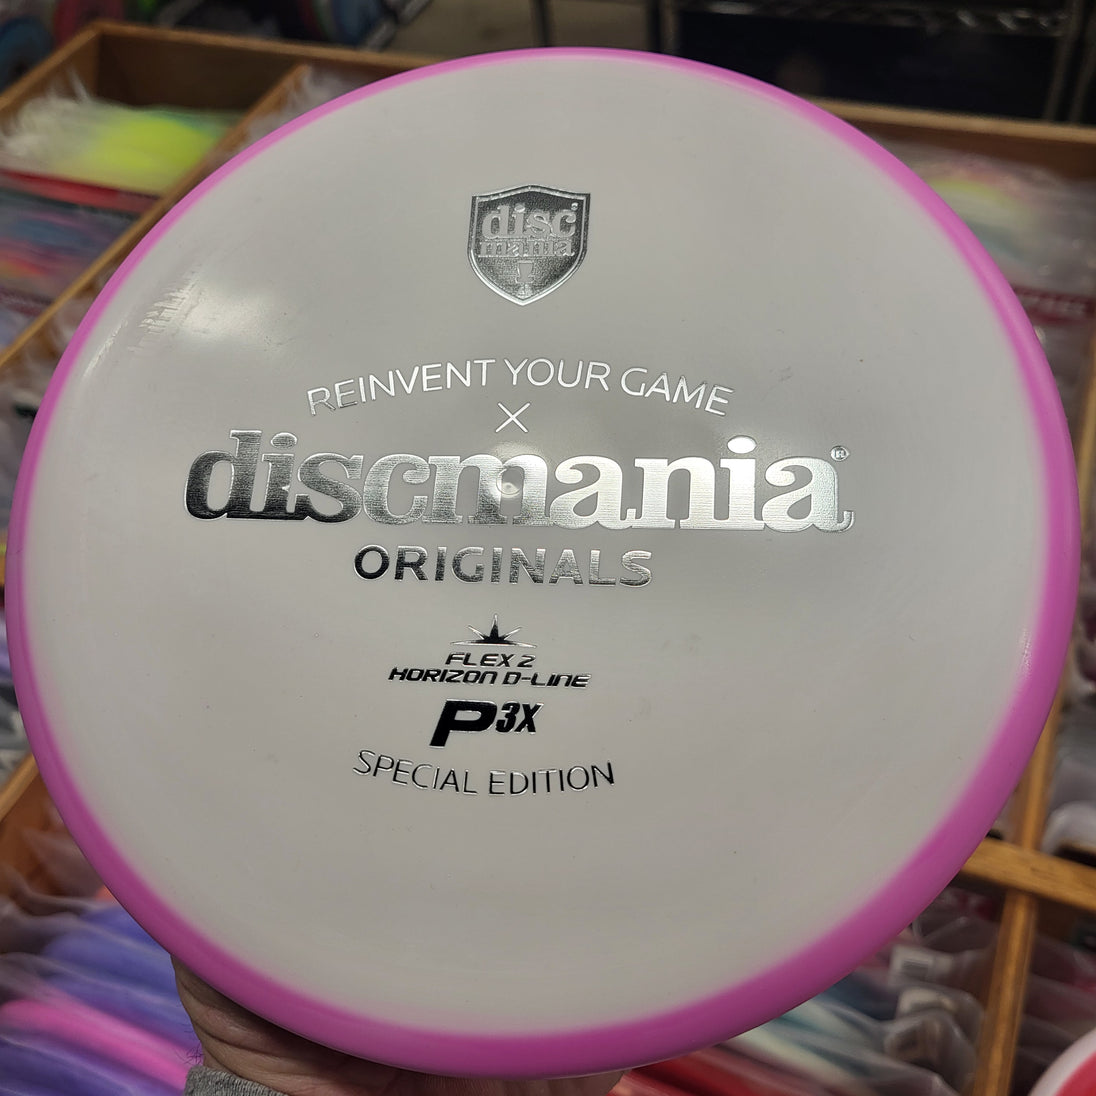 disc
mania
REINVENT YOUR GAME
X
discmania®
ORIGINALS
FLEX 2
HORIZON D-LINE
P3X
SPECIAL EDITION